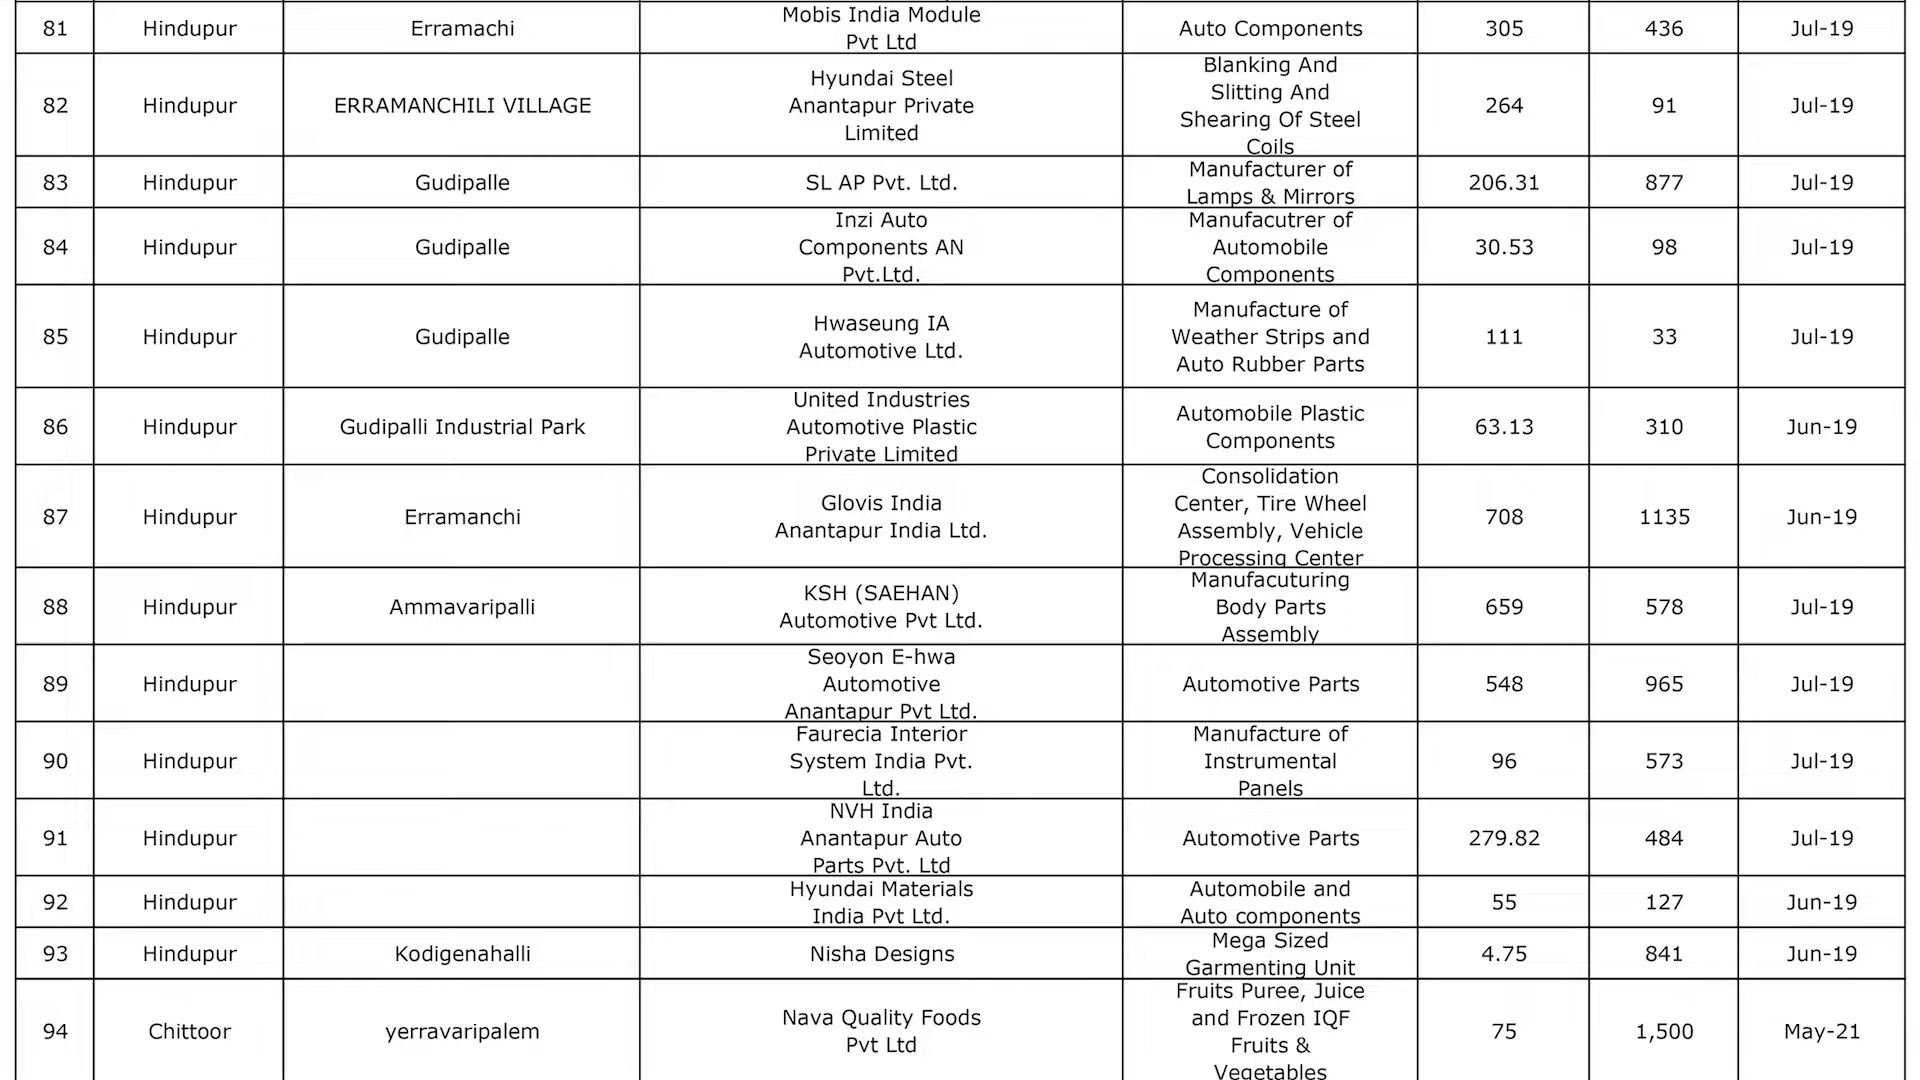 81 Hindupur Erramachi Mobis India Module Pvt Ltd Auto Components 305 436 Jul-19
82 Hindupur ERRAMANCHILI VILLAGE Hyundai Steel Anantapur Private Limited Blanking And Slitting And Shearing Of Steel Coils 264 91 Jul-19
83 Hindupur Gudipalle SL AP Pvt. Ltd. Manufacturer of Lamps & Mirrors 206.31 877 Jul-19
84 Hindupur Gudipalle Inzi Auto Components AN Pvt.Ltd. Manufacutrer of Automobile Components 30.53 98 Jul-19
85 Hindupur Gudipalle Hwaseung IA Automotive Ltd. Manufacture of Weather Strips and Auto Rubber Parts 111 33 Jul-19
86 Hindupur Gudipalli Industrial Park United Industries Automotive Plastic Private Limited Automobile Plastic Components 63.13 310 Jun-19
87 Hindupur Erramanchi Glovis India Anantapur India Ltd. Consolidation Center, Tire Wheel Assembly, Vehicle Processing Center 708 1135 Jun-19
88 Hindupur Ammavaripalli KSH (SAEHAN) Automotive Pvt Ltd. Manufacuturing Body Parts Assembly 659 578 Jul-19
89 Hindupur Seoyon E-hwa Automotive Anantapur Pvt Ltd. Automotive Parts 548 965 Jul-19
90 Hindupur Faurecia Interior System India Pvt. Ltd. Manufacture of Instrumental Panels 96 573 Jul-19
91 Hindupur NVH India Anantapur Auto Parts Pvt. Ltd Automotive Parts 279.82 484 Jul-19
92 Hindupur Hyundai Materials India Pvt Ltd. Automobile and Auto components 55 127 Jun-19
93 Hindupur Kodigenahalli Nisha Designs Mega Sized Garmenting Unit 4.75 841 Jun-19
94 Chittoor yerravaripalem Nava Quality Foods Pvt Ltd Fruits Puree, Juice and Frozen IQF Fruits & Vegetables 75 1,500 May-21